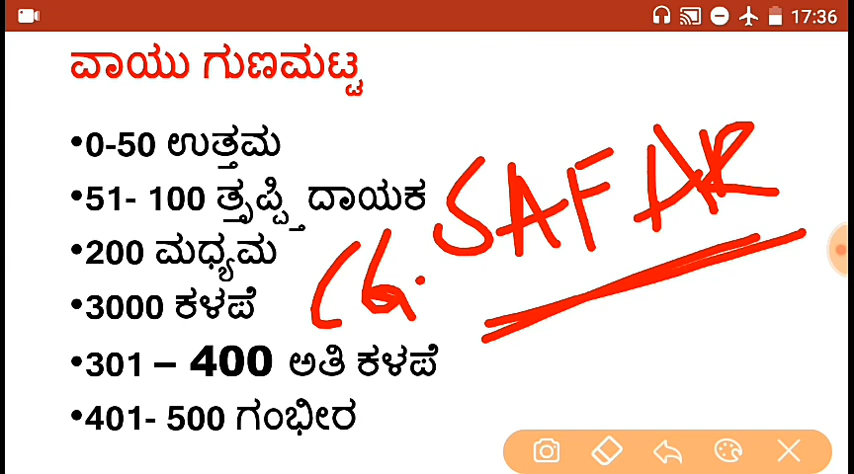 17:36
ವಾಯು ಗುಣಮಟ್ಟ
•0-50 ಉತ್ತಮ
•51- 100 ತೃಪ್ತಿದಾಯಕ
SAFAR
•200 ಮಧ್ಯಮ
•3000 ಕಳಪೆ
•301 – 400 ಅತಿ ಕಳಪೆ
•401- 500 ಗಂಭೀರ